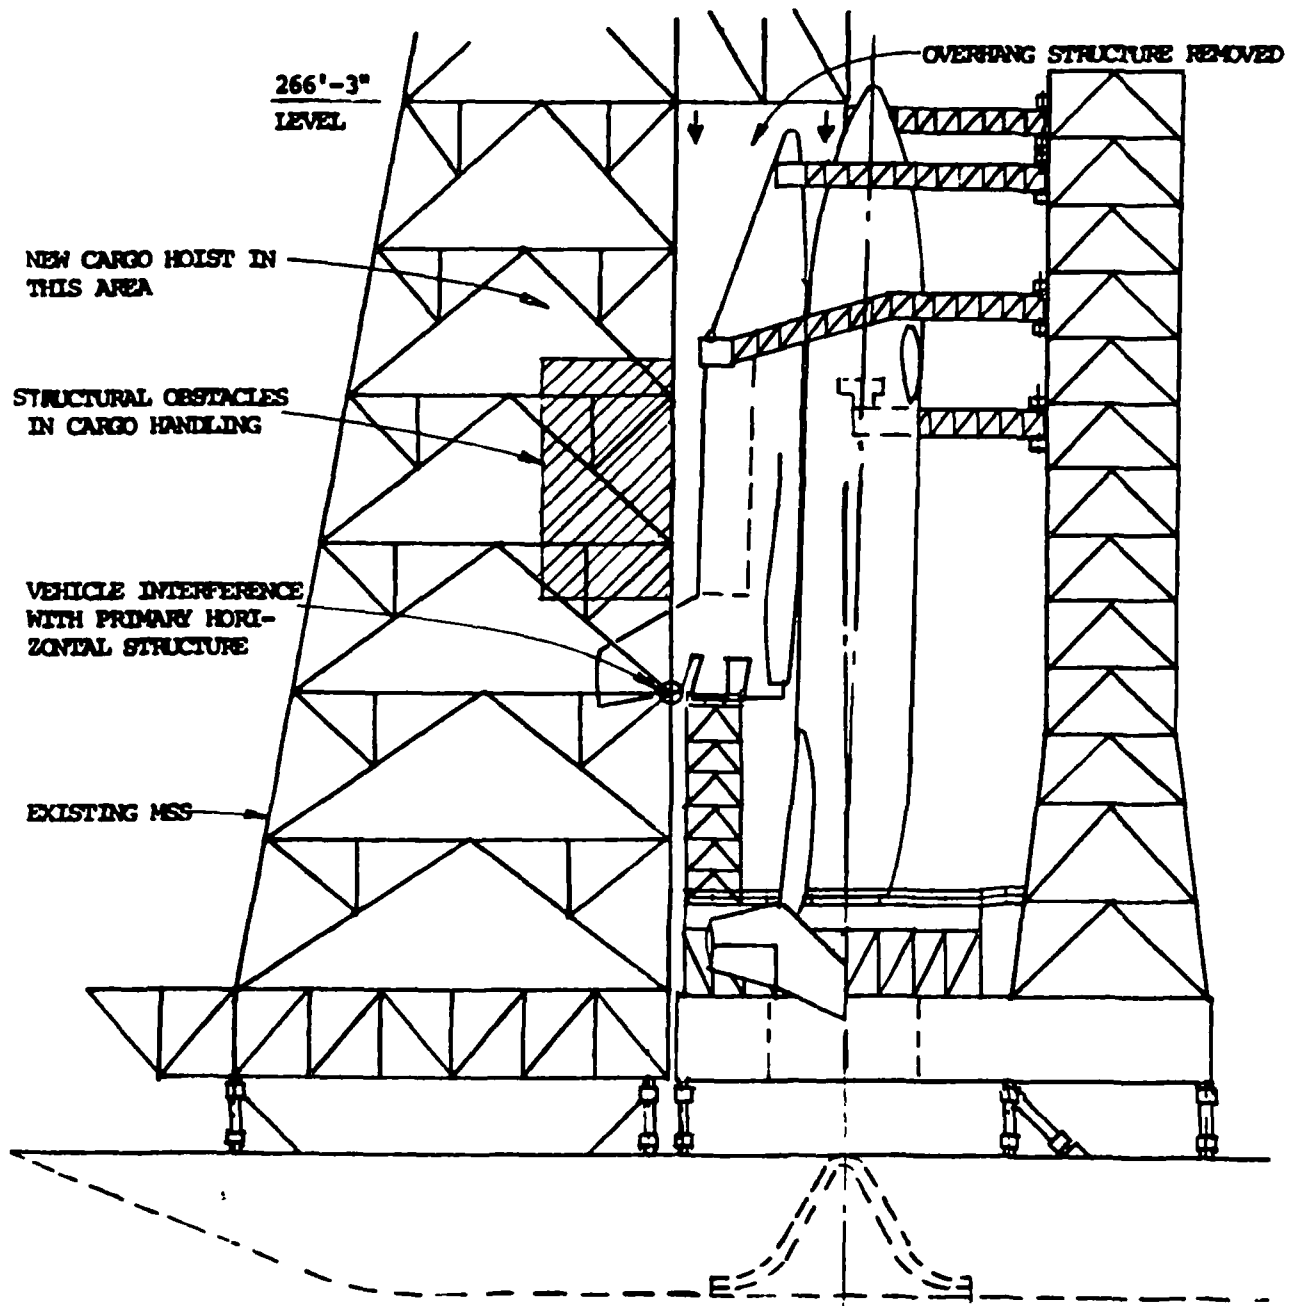 OVERHANG STRUCTURE REMOVED
266'-3"
LEVEL
NEW CARGO HOIST IN
THIS AREA
STRUCTURAL OBSTACLES
IN CARGO HANDLING
VEHICLE INTERFERENCE
WITH PRIMARY HORI-
ZONTAL STRUCTURE
EXISTING MSS